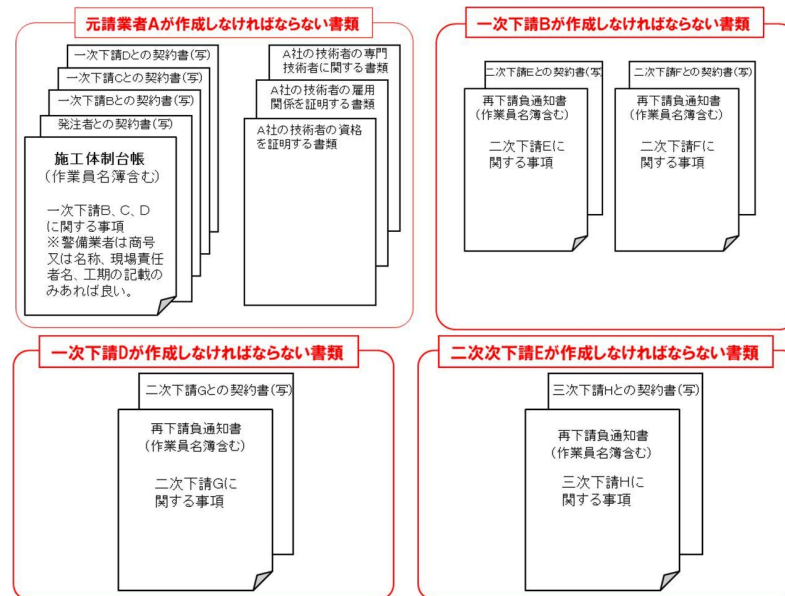 元請業者Aが作成しなければならない書類
一次下請Dとの契約書(写)
一次下請Cとの契約書(写)
一次下請Bとの契約書(写)
発注者との契約書(写)
施工体制台帳
(作業員名簿含む)
一次下請B、C、D
に関する事項
※警備業者は商号
又は名称、現場責任
者名、工期の記載の
みあれば良い。
A社の技術者の専門
技術者に関する書類
A社の技術者の雇用
関係を証明する書類
A社の技術者の資格
を証明する書類
一次下請Bが作成しなければならない書類
二次下請Eとの契約書(写)
再下請負通知書
(作業員名簿含む)
二次下請Eに
関する事項
二次下請Fとの契約書(写)
再下請負通知書
(作業員名簿含む)
二次下請Fに
関する事項
一次下請Dが作成しなければならない書類
二次下請Gとの契約書(写)
再下請負通知書
(作業員名簿含む)
二次下請Gに
関する事項
二次次下請Eが作成しなければならない書類
三次下請Hとの契約書(写)
再下請負通知書
(作業員名簿含む)
三次下請Hに
関する事項